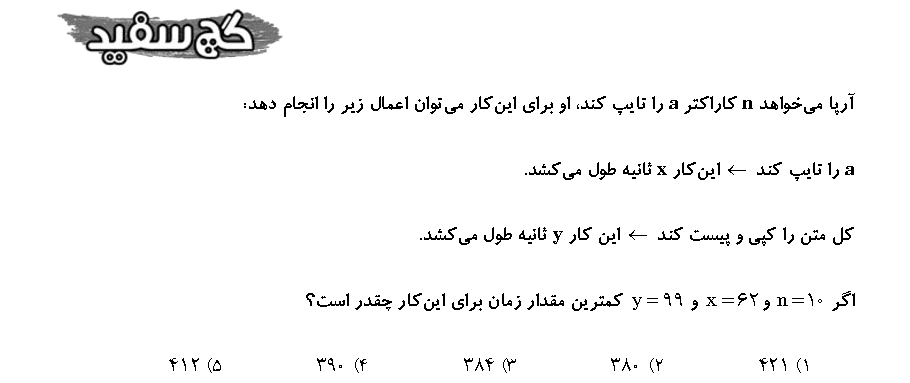 گچ سفید
آرپا می‌خواهد n کاراکتر a را تایپ کند، او برای این‌کار می‌توان اعمال زیر را انجام دهد:
a را تایپ کند ← این‌کار x ثانیه طول می‌کشد.
کل متن را کپی و پیست کند ← این کار y ثانیه طول می‌کشد.
اگر n=۱۰ و x=۶۲ و y=۹۹ کمترین مقدار زمان برای این‌کار چقدر است؟
۱) ۴۲۱ ۲) ۳۸۰ ۳) ۳۸۴ ۴) ۳۹۰ ۵) ۴۱۲